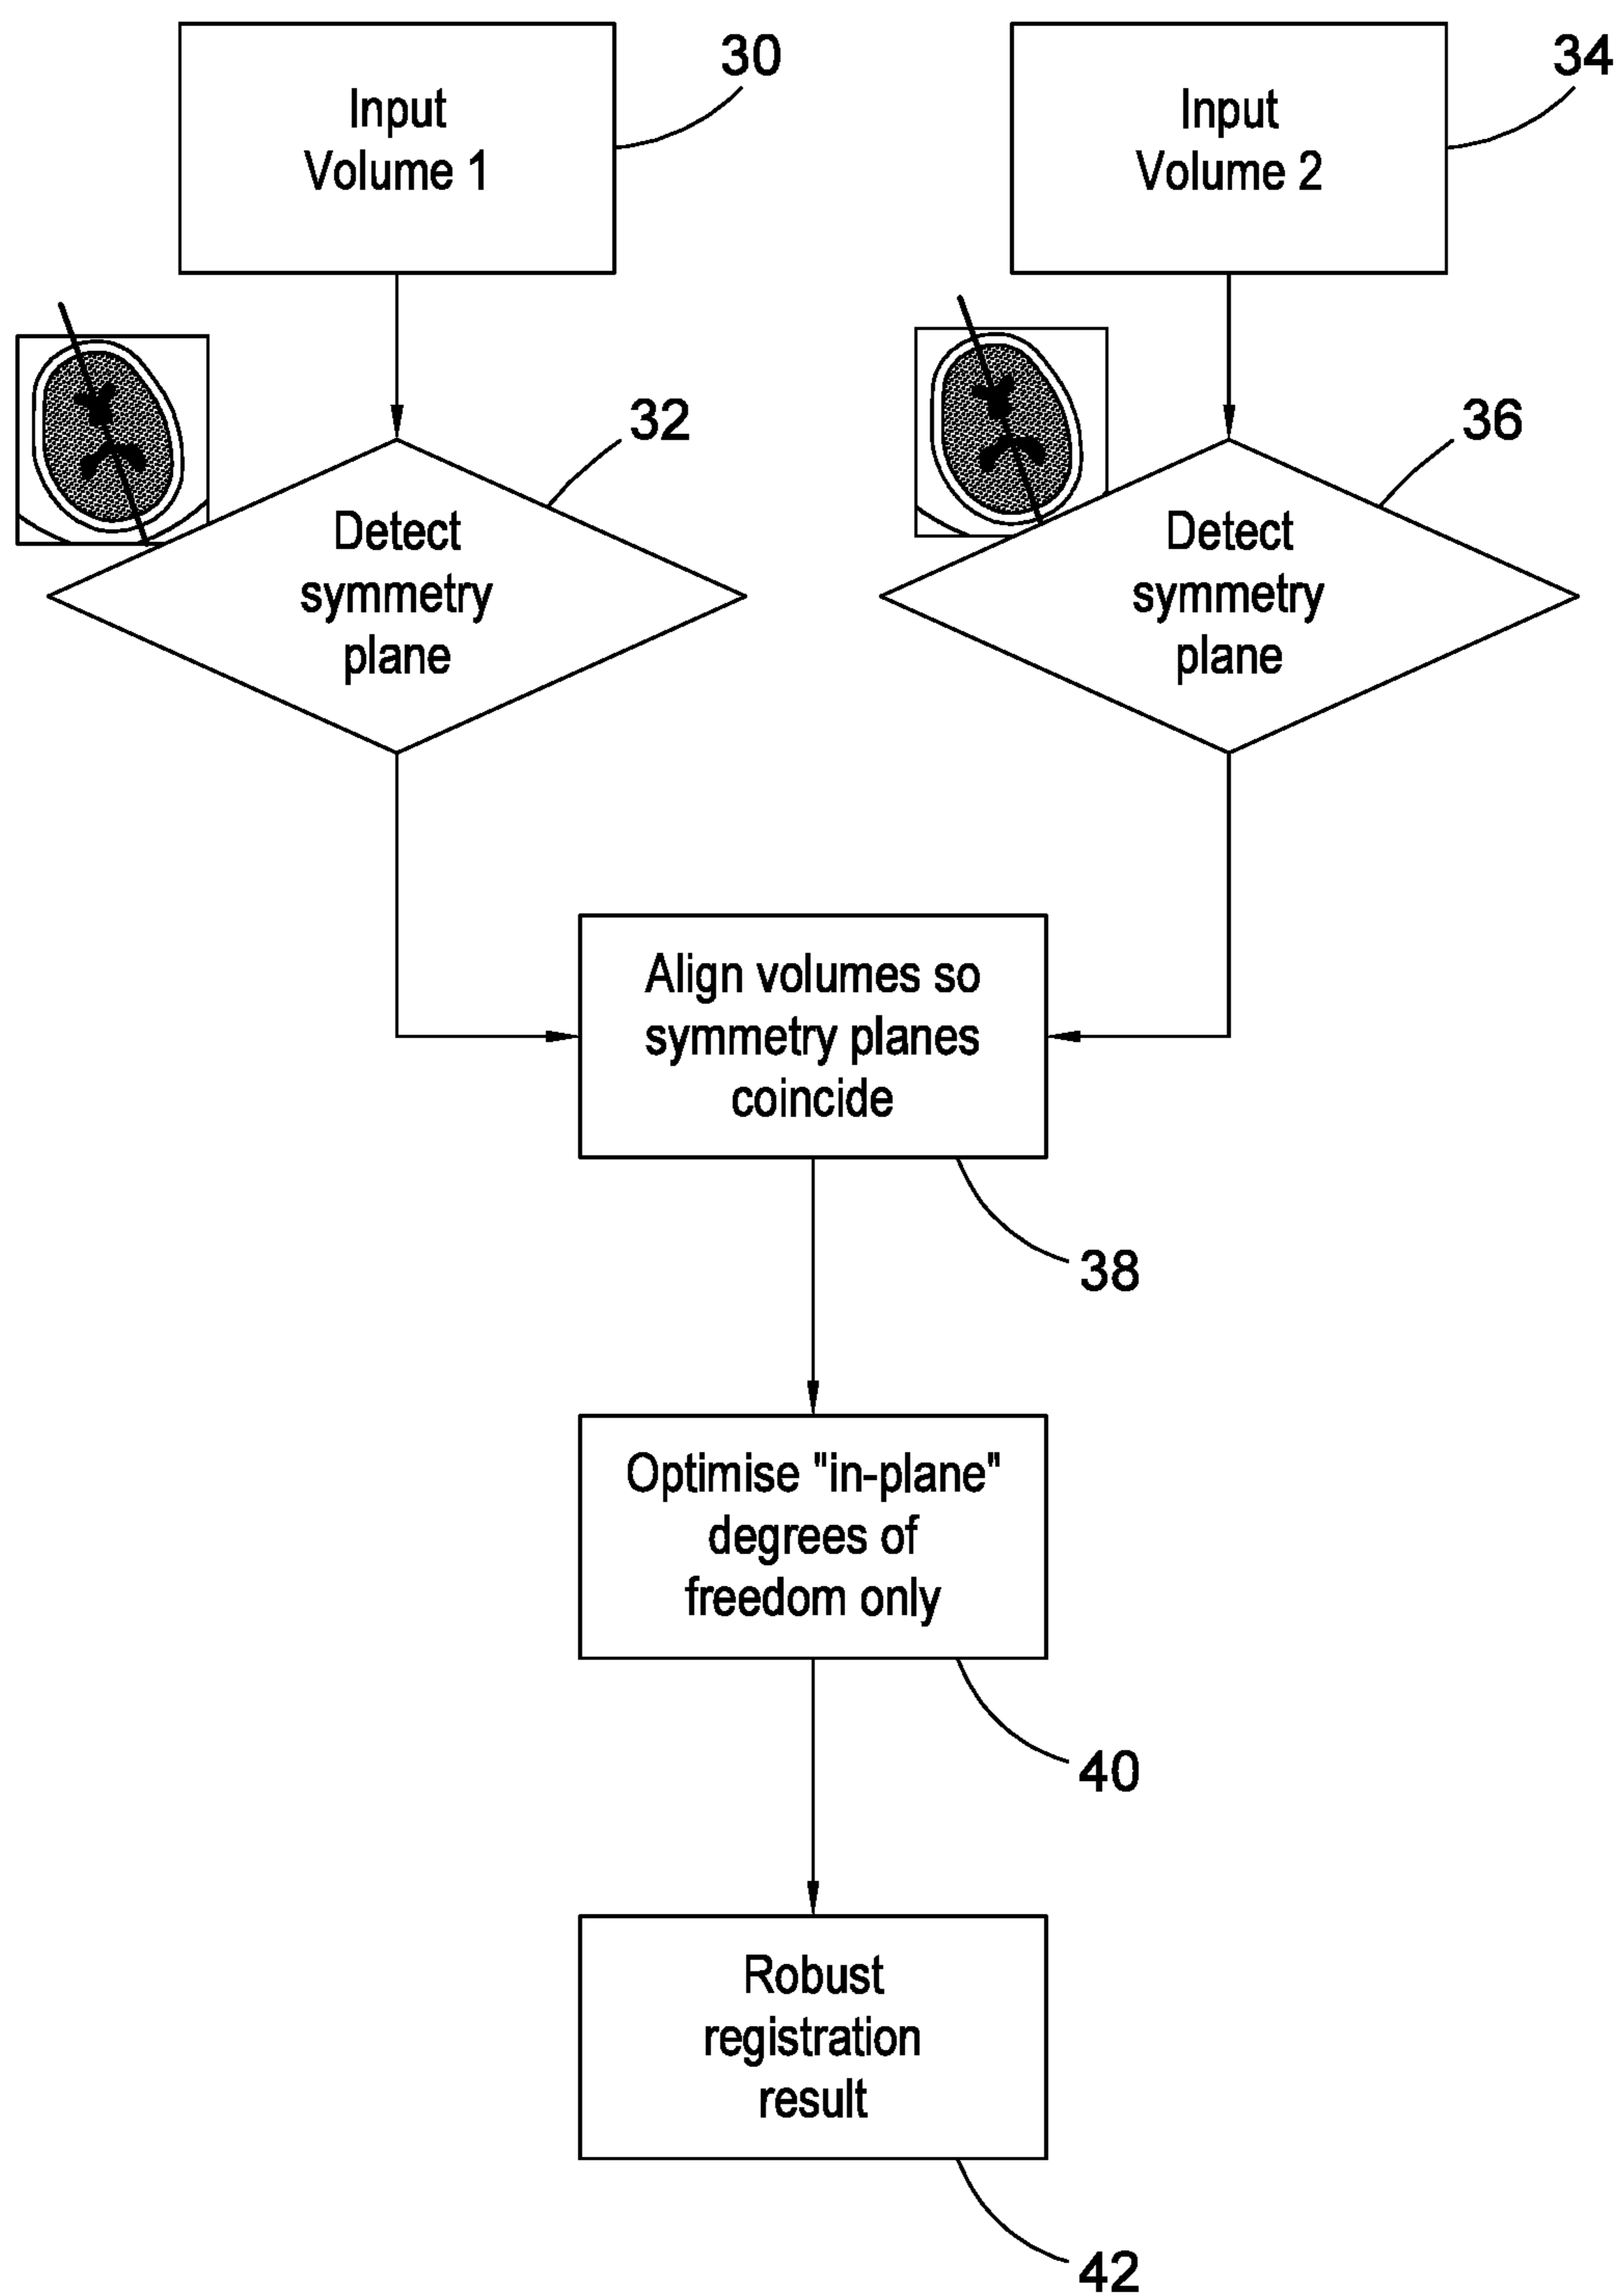 Input
Volume 1
30
Input
Volume 2
34
Detect
symmetry
plane
32
Detect
symmetry
plane
36
Align volumes so
symmetry planes
coincide
38
Optimise "in-plane"
degrees of
freedom only
40
Robust
registration
result
42